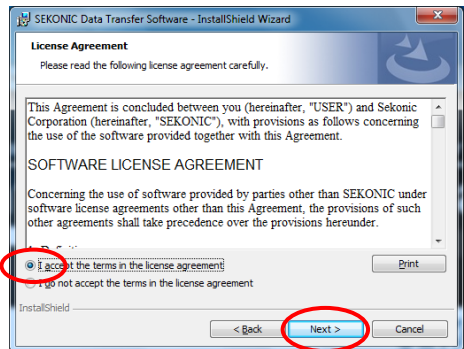 SEKONIC Data Transfer Software - InstallShield Wizard
License Agreement
Please read the following license agreement carefully.
This Agreement is concluded between you (hereinafter, "USER") and Sekonic
Corporation (hereinafter, "SEKONIC"), with provisions as follows concerning
the use of the software provided together with this Agreement.
SOFTWARE LICENSE AGREEMENT
Concerning the use of software provided by parties other than SEKONIC under
software license agreements other than this Agreement, the provisions of such
other agreements shall take precedence over the provisions hereunder.
I accept the terms in the license agreement
Print
I do not accept the terms in the license agreement
InstallShield
< Back
Next >
Cancel